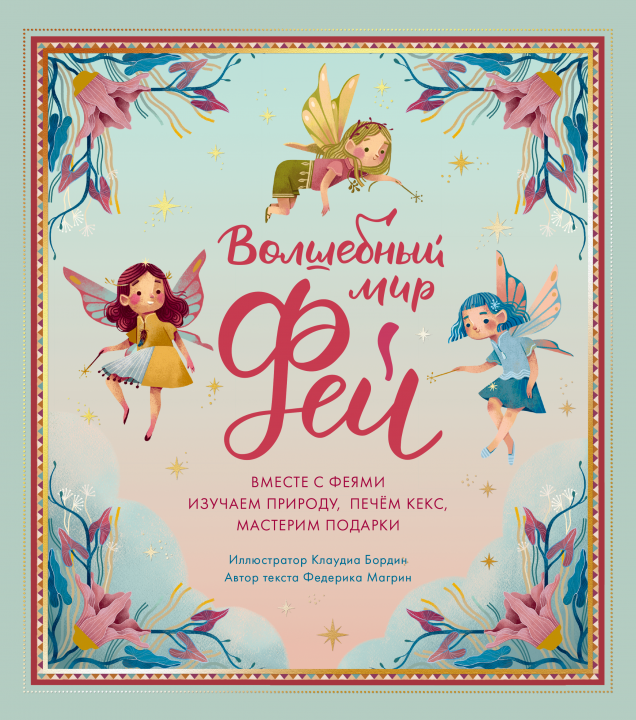 Волшебный
мир
Фей
ВМЕСТЕ С ФЕЯМИ
ИЗУЧАЕМ ПРИРОДУ, ПЕЧЁМ КЕКС,
МАСТЕРИМ ПОДАРКИ
Иллюстратор Клаудиа Бордин
Автор текста Федерика Магрин